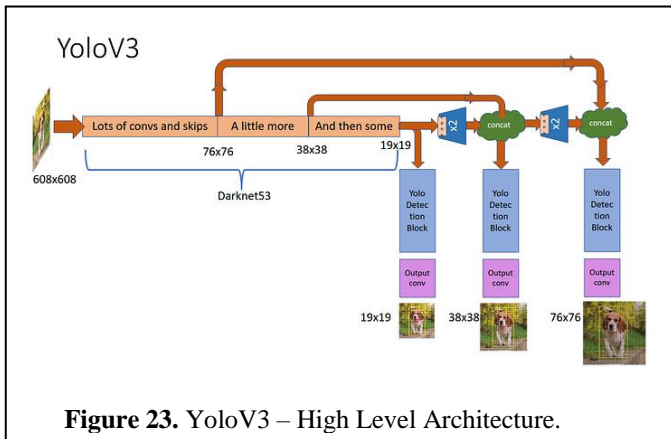 YoloV3
Lots of convs and skips
A little more
And then some
x2
concat
x2
concat
608x608
76x76
38x38
19x19
Darknet53
Yolo
Detec
tion
Block
Yolo
Detec
tion
Block
Yolo
Detec
tion
Block
Output
conv
Output
conv
Output
conv
19x19
38x38
76x76
Figure 23. YoloV3 – High Level Architecture.